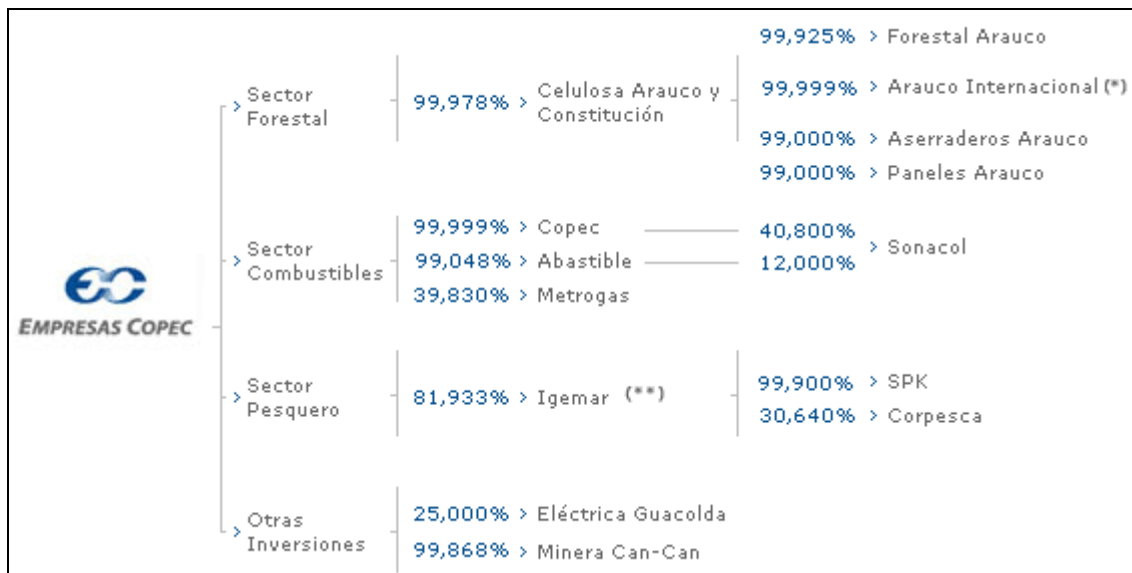 EMPRESAS COPEC
Sector
Forestal
99,978% > Celulosa Arauco y
Constitución
99,925% > Forestal Arauco
99,999% > Arauco Internacional (*)
99,000% > Aserraderos Arauco
99,000% > Paneles Arauco
Sector
Combustibles
99,999% > Copec
99,048% > Abastible
39,830% > Metrogas
40,800%
12,000%
> Sonacol
Sector
Pesquero
81,933% > Igemar (**)
99,900% > SPK
30,640% > Corpesca
Otras
Inversiones
25,000% > Eléctrica Guacolda
99,868% > Minera Can-Can